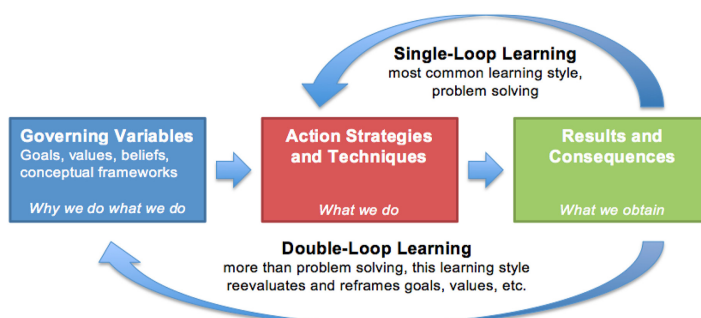 Single-Loop Learning
most common learning style,
problem solving
Governing Variables
Goals, values, beliefs,
conceptual frameworks
Why we do what we do
Action Strategies
and Techniques
What we do
Results and
Consequences
What we obtain
Double-Loop Learning
more than problem solving, this learning style
reevaluates and reframes goals, values, etc.